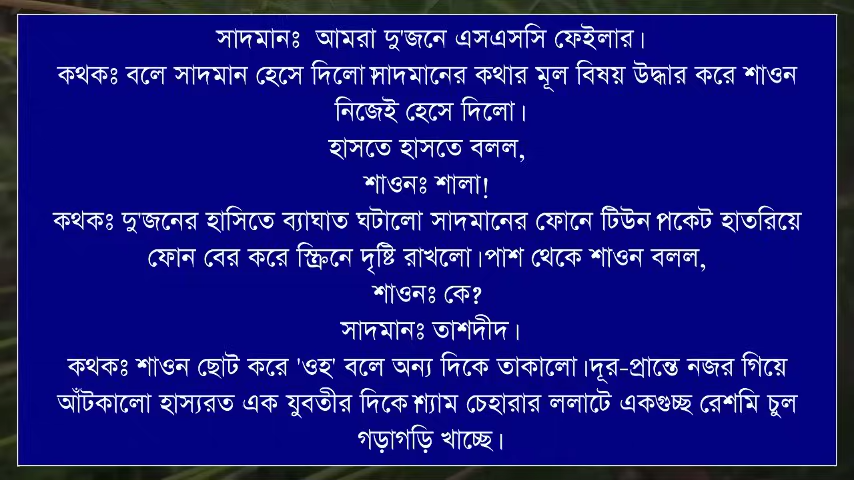 সাদমানঃ আমরা দু'জনে এসএসসি ফেইলার।
কথকঃ বলে সাদমান হেসে দিলো।সাদমানের কথার মূল বিষয় উদ্ধার করে শাওন
নিজেই হেসে দিলো।
হাসতে হাসতে বলল,
শাওনঃ শালা!
কথকঃ দু'জনের হাসিতে ব্যাঘাত ঘটালো সাদমানের ফোনে টিউন।পকেট হাতরিয়ে
ফোন বের করে স্ক্রিনে দৃষ্টি রাখলো।পাশ থেকে শাওন বলল,
শাওনঃ কে?
সাদমানঃ তাশদীদ।
কথকঃ শাওন ছোট করে 'ওহ' বলে অন্য দিকে তাকালো।দূর-প্রান্তে নজর গিয়ে
আঁটকালো হাস্যরত এক যুবতীর দিকে।শ্যাম চেহারার ললাটে একগুচ্ছ রেশমি চুল
গড়াগড়ি খাচ্ছে।